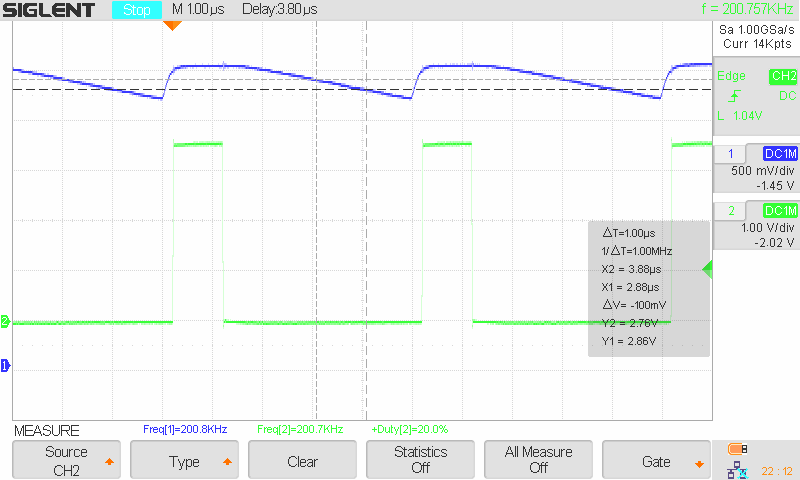 SIGLENT Stop M 1.00µs Delay:3.80µs f = 200.757KHz
Sa 1.00GSa/s
Curr 14Kpts
Edge CH2
DC
L 1.04V
1 DC1M
500 mV/div
-1.45 V
2 DC1M
1.00 V/div
-2.02 V
△T=1.00µs
1/△T=1.00MHz
X2 = 3.88µs
X1 = 2.88µs
△V= -100mV
Y2 = 2.76V
Y1 = 2.86V
2
1
MEASURE Freq[1]=200.8KHz Freq[2]=200.7KHz +Duty[2]=20.0%
Source
CH2
Type
Clear
Statistics
Off
All Measure
Off
Gate
22:12